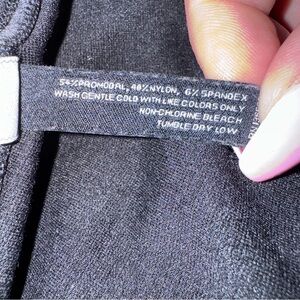 54% PROMODAL, 40% NYLON, 6% SPANDEX
WASH GENTLE COLD WITH LIKE COLORS ONLY
NON-CHLORINE BLEACH
TUMBLE DRY LOW